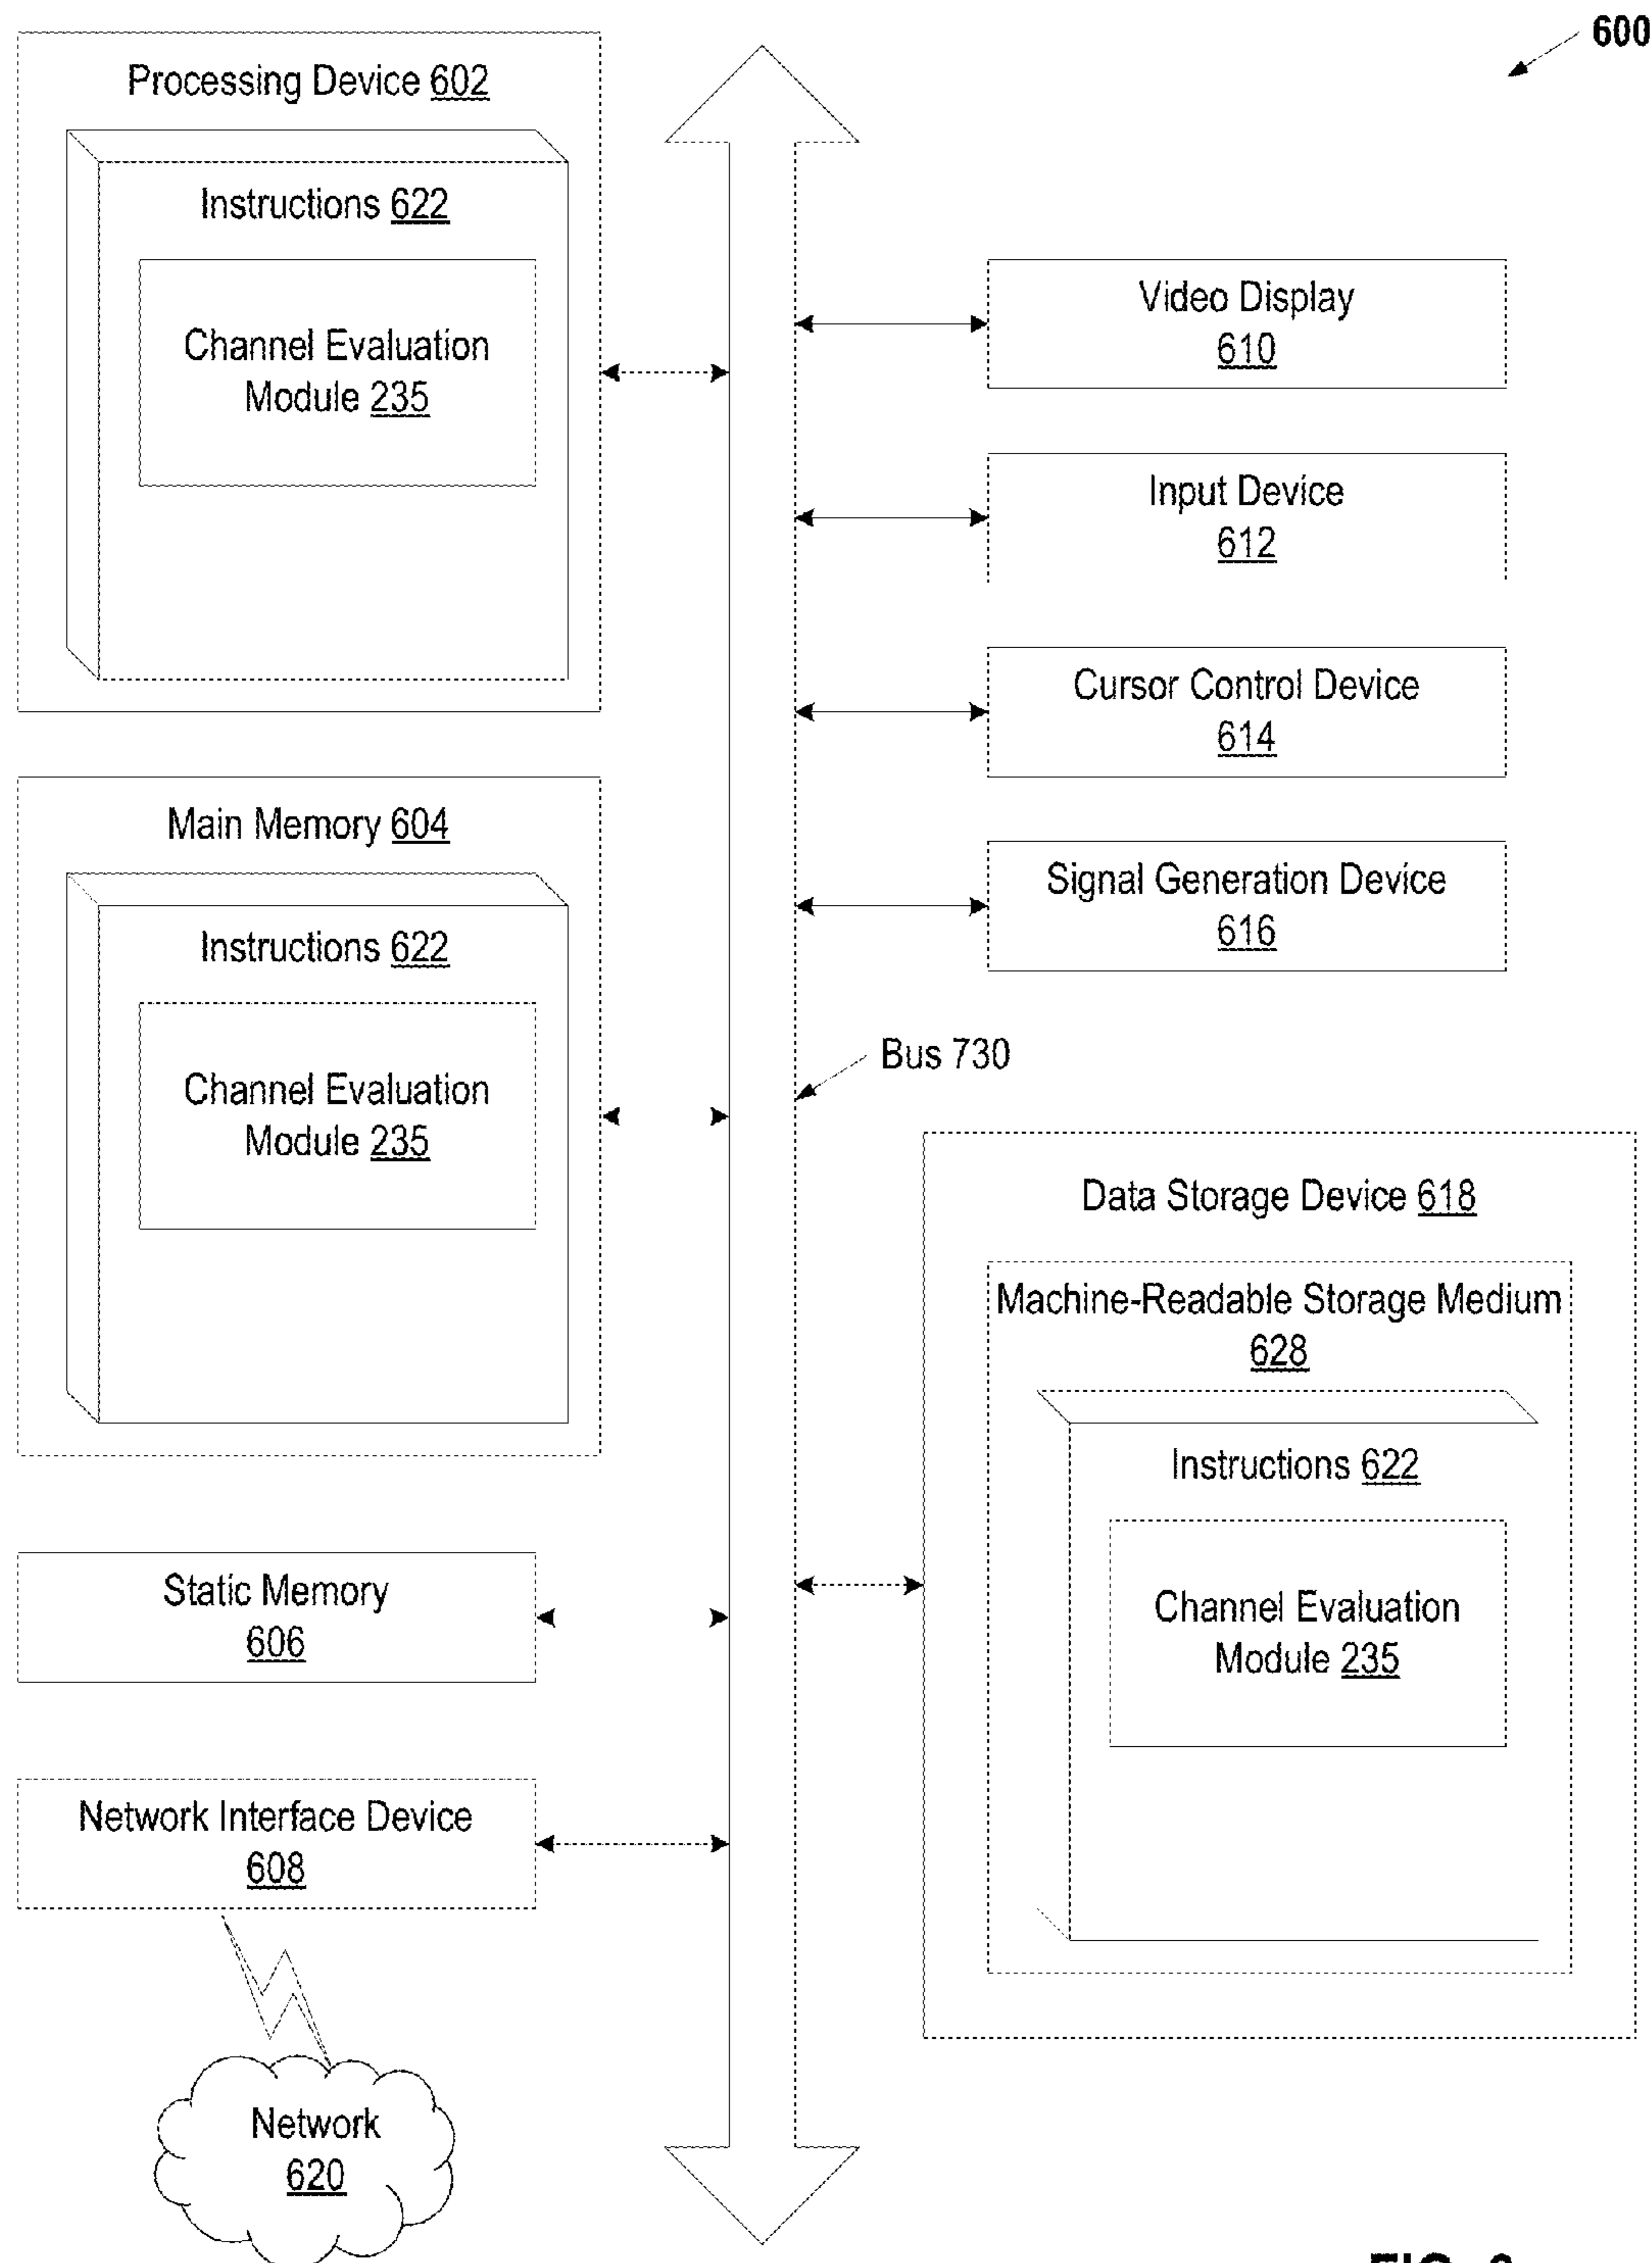 600
Processing Device 602
Instructions 622
Channel Evaluation
Module 235
Main Memory 604
Instructions 622
Channel Evaluation
Module 235
Static Memory
606
Network Interface Device
608
Network
620
Video Display
610
Input Device
612
Cursor Control Device
614
Signal Generation Device
616
Bus 730
Data Storage Device 618
Machine-Readable Storage Medium
628
Instructions 622
Channel Evaluation
Module 235
FIG.